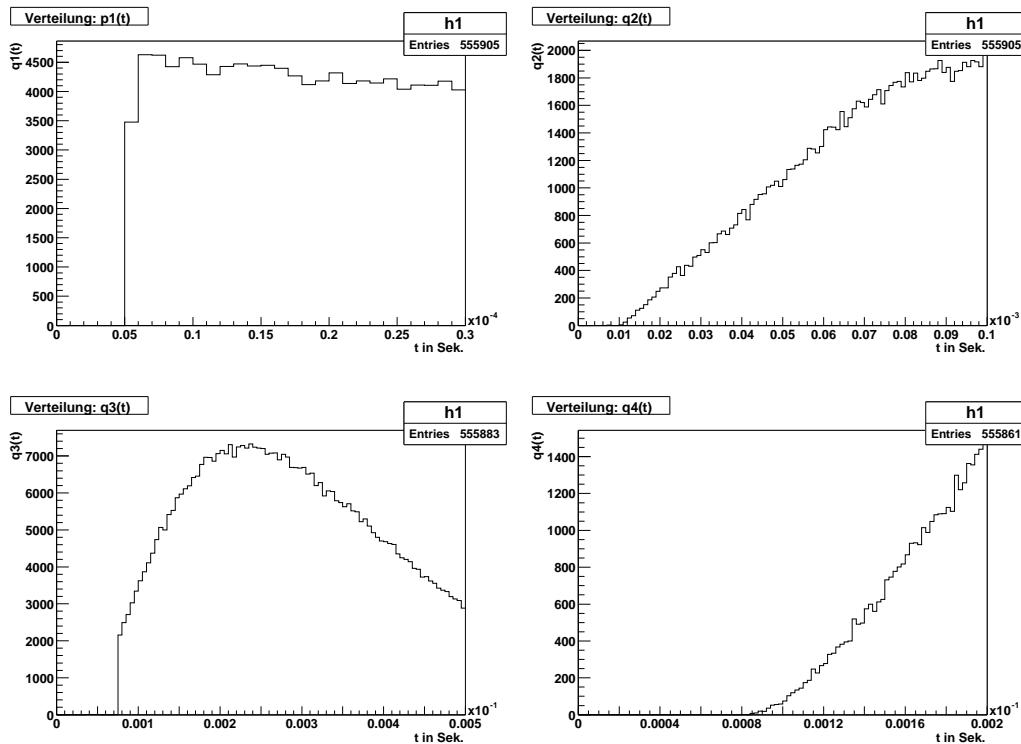 Verteilung: p1(t)
h1
Entries 555905
q1(t)
4500
4000
3500
3000
2500
2000
1500
1000
500
0
0 0.05 0.1 0.15 0.2 0.25 0.3
x10-4
t in Sek.
h1
Entries 555905
q2(t)
2000
1800
1600
1400
1200
1000
800
600
400
200
0
0 0.01 0.02 0.03 0.04 0.05 0.06 0.07 0.08 0.09 0.1
x10-3
t in Sek.
Verteilung: q2(t)
Verteilung: q3(t)
h1
Entries 555883
q3(t)
7000
6000
5000
4000
3000
2000
1000
0
0 0.001 0.002 0.003 0.004 0.005
x10-1
t in Sek.
Verteilung: q4(t)
h1
Entries 555861
q4(t)
1400
1200
1000
800
600
400
200
0
0 0.0004 0.0008 0.0012 0.0016 0.002
x10-1
t in Sek.